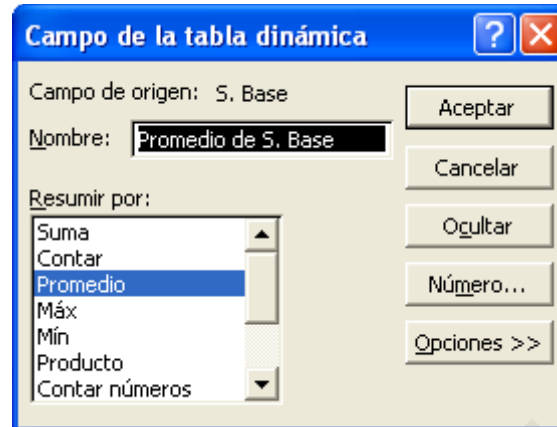 Campo de la tabla dinámica
Campo de origen: S. Base
Nombre: Promedio de S. Base
Resumir por:
Suma
Contar
Promedio
Máx
Mín
Producto
Contar números
Aceptar
Cancelar
Ocultar
Número...
Opciones >>